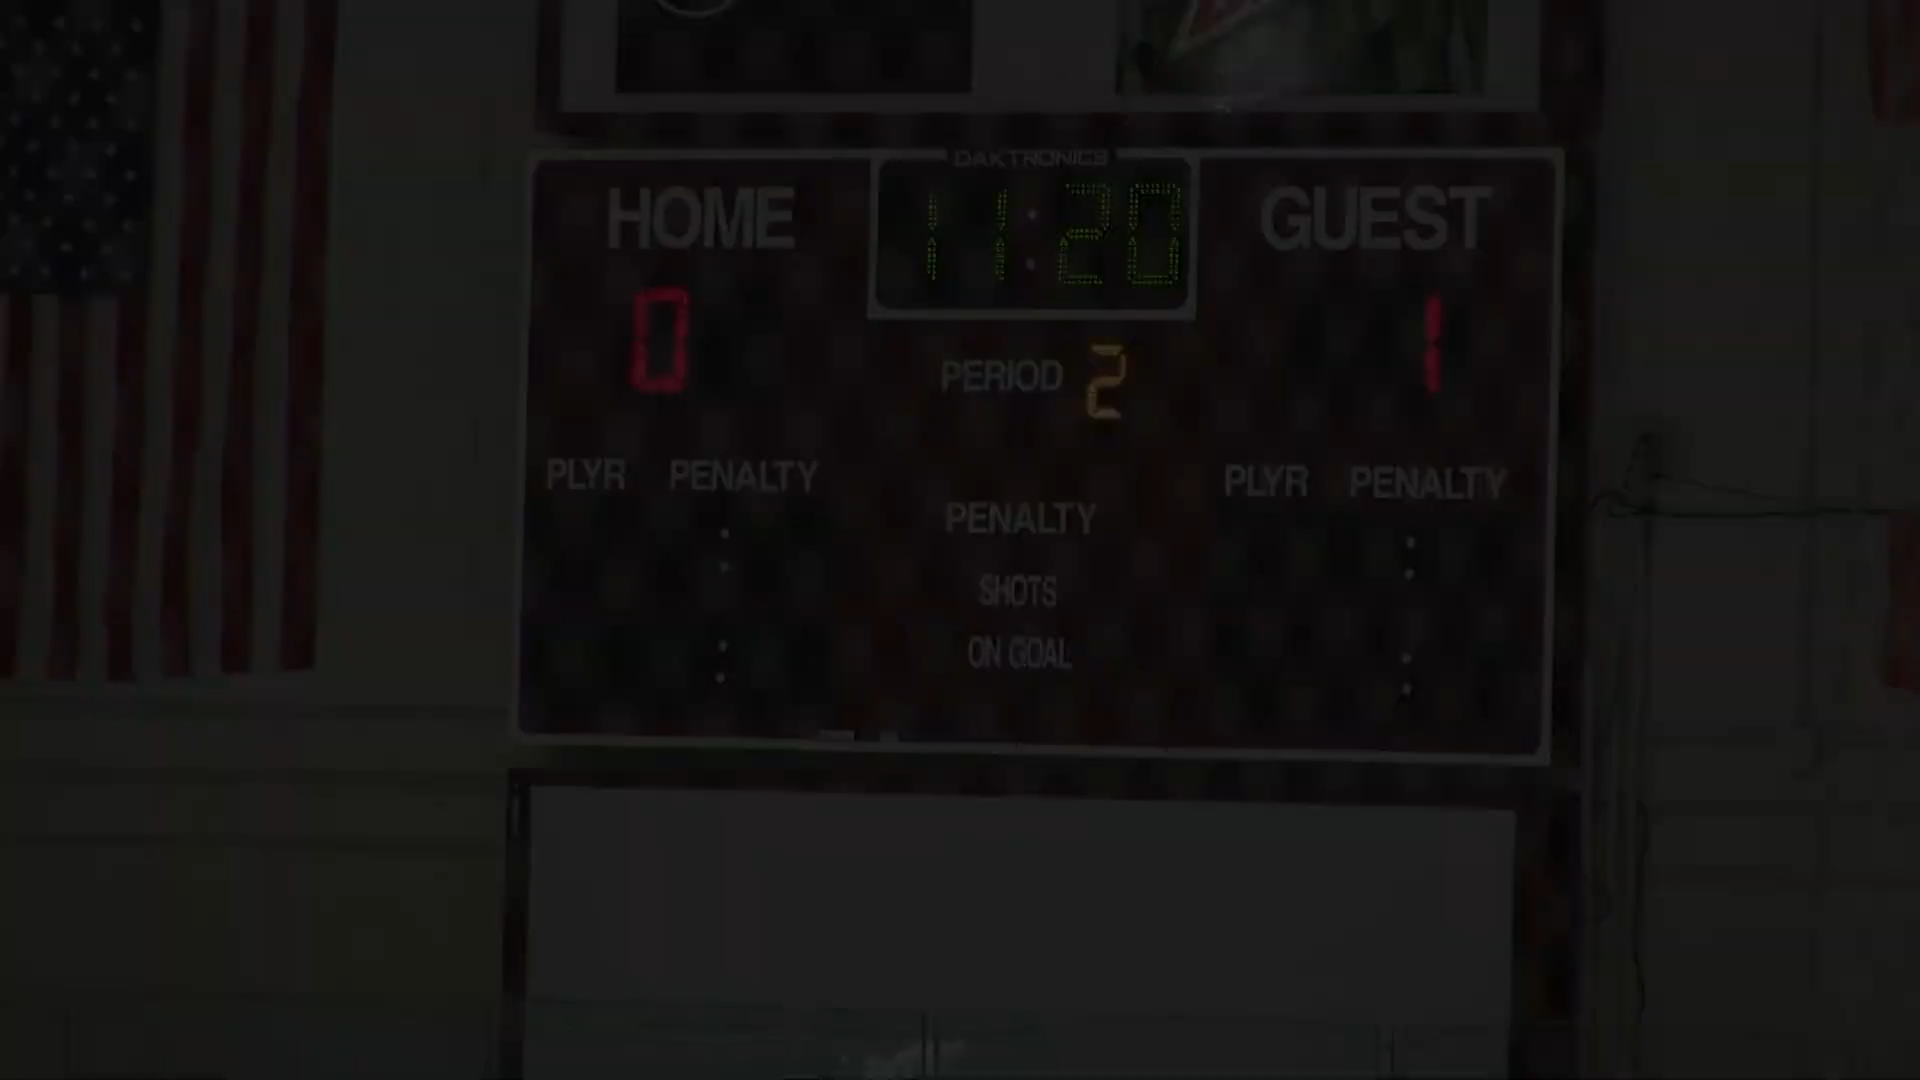 DAKTRONICS
HOME 11:20 GUEST
0 1
PERIOD 2
PLYR PENALTY PLYR PENALTY
PENALTY
SHOTS
ON GOAL